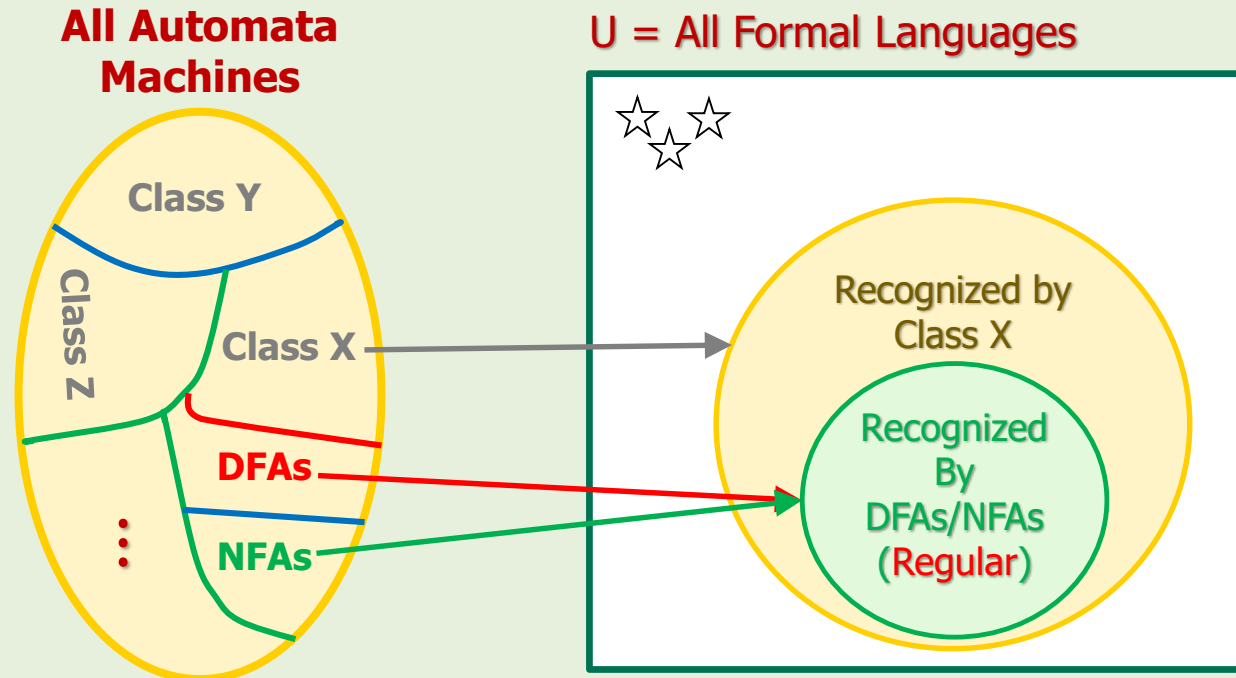 All Automata
Machines
U = All Formal Languages
Class Y
Class Z
Class X
DFAs
NFAs
...
Recognized by
Class X
Recognized
By
DFAs/NFAs
(Regular)